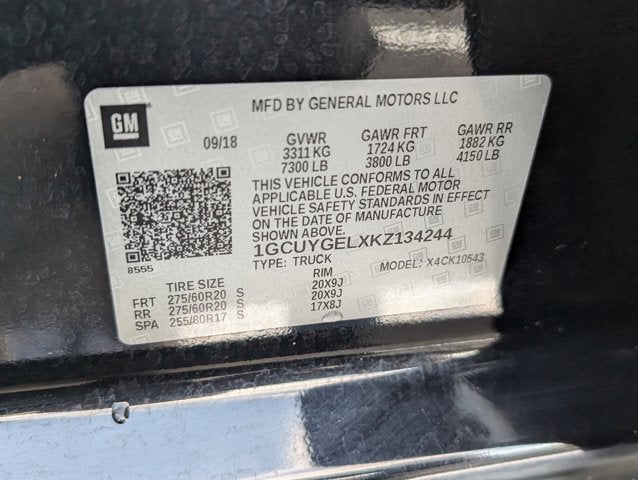 MFD BY GENERAL MOTORS LLC
GM
09/18 GVWR GAWR FRT GAWR RR
3311 KG 1724 KG 1882 KG
7300 LB 3800 LB 4150 LB
THIS VEHICLE CONFORMS TO ALL
APPLICABLE U.S. FEDERAL MOTOR
VEHICLE SAFETY STANDARDS IN EFFECT
ON THE DATE OF MANUFACTURE
SHOWN ABOVE.
1GCUYGELXKZ134244
8555 TYPE: TRUCK MODEL: X4CK10543
TIRE SIZE RIM
FRT 275/60R20 S 20X9J
RR 275/60R20 S 20X9J
SPA 255/80R17 S 17X8J